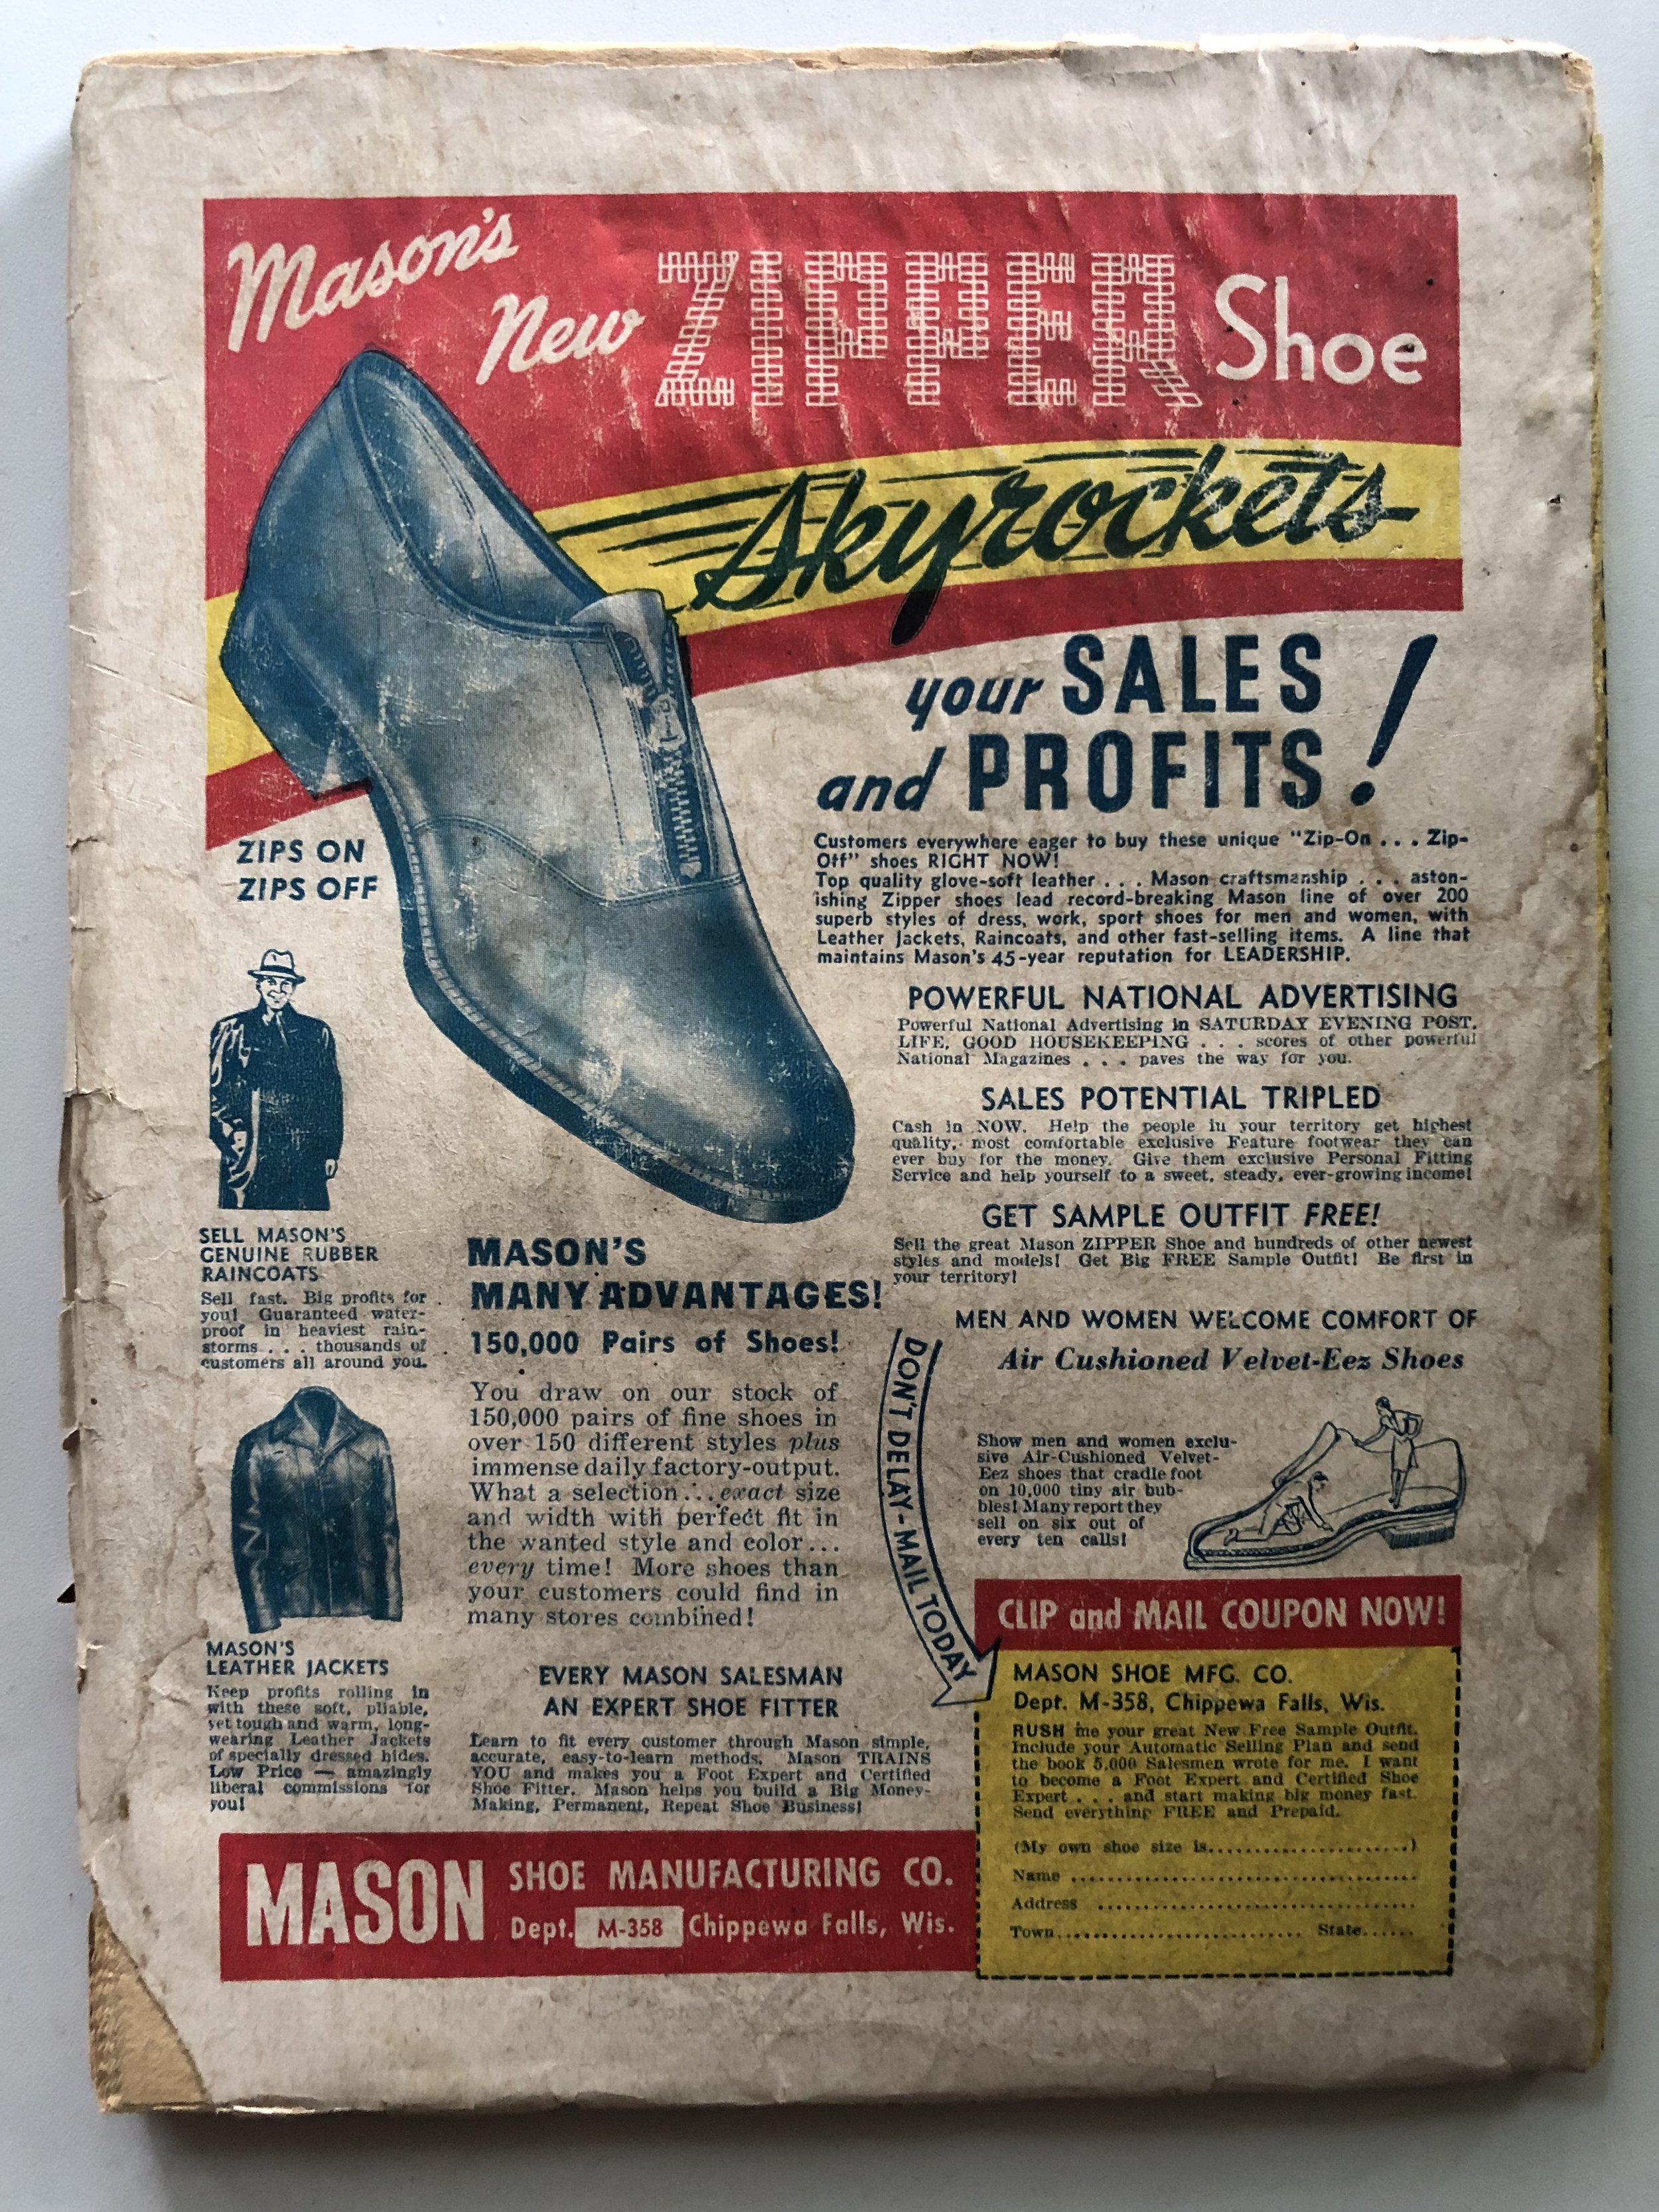 Mason's
New ZIPPER Shoe
Skyrockets
your SALES
and PROFITS!
ZIPS ON
ZIPS OFF
Customers everywhere eager to buy these unique "Zip-On . . . Zip-
Off" shoes RIGHT NOW!
Top quality glove-soft leather . . . Mason craftsmanship . . . aston-
ishing Zipper shoes lead record-breaking Mason line of over 200
superb styles of dress, work, sport shoes for men and women, with
Leather Jackets, Raincoats, and other fast-selling items. A line that
maintains Mason's 45-year reputation for LEADERSHIP.
POWERFUL NATIONAL ADVERTISING
Powerful National Advertising in SATURDAY EVENING POST,
LIFE, GOOD HOUSEKEEPING . . . scores of other powerful
National Magazines . . . paves the way for you.
SALES POTENTIAL TRIPLED
Cash in NOW. Help the people in your territory get highest
quality, most comfortable exclusive Feature footwear they can
ever buy for the money. Give them exclusive Personal Fitting
Service and help yourself to a sweet, steady, ever-growing income!
GET SAMPLE OUTFIT FREE!
Sell the great Mason ZIPPER Shoe and hundreds of other newest
styles and models! Get Big FREE Sample Outfit! Be first in
your territory!
SELL MASON'S
GENUINE RUBBER
RAINCOATS
Sell fast. Big profits for
you! Guaranteed water-
proof in heaviest rain-
storms . . . thousands of
customers all around you.
MASON'S
LEATHER JACKETS
Keep profits rolling in
with these soft, pliable,
yet tough and warm, long-
wearing Leather Jackets
of specially dressed hides.
Low Price — amazingly
liberal commissions for
you!
MASON'S
MANY ADVANTAGES!
150,000 Pairs of Shoes!
You draw on our stock of
150,000 pairs of fine shoes in
over 150 different styles plus
immense daily factory-output.
What a selection... exact size
and width with perfect fit in
the wanted style and color...
every time! More shoes than
your customers could find in
many stores combined!
EVERY MASON SALESMAN
AN EXPERT SHOE FITTER
Learn to fit every customer through Mason simple,
accurate, easy-to-learn methods. Mason TRAINS
YOU and makes you a Foot Expert and Certified
Shoe Fitter. Mason helps you build a Big Money-
Making, Permanent, Repeat Shoe Business!
MEN AND WOMEN WELCOME COMFORT OF
Air Cushioned Velvet-Eez Shoes
Show men and women exclu-
sive Air-Cushioned Velvet-
Eez shoes that cradle foot
on 10,000 tiny air bub-
bles! Many report they
sell on six out of
every ten calls!
DON'T DELAY-MAIL TODAY
CLIP and MAIL COUPON NOW!
MASON SHOE MFG. CO.
Dept. M-358, Chippewa Falls, Wis.
RUSH me your great New Free Sample Outfit.
Include your Automatic Selling Plan and send
the book 5,000 Salesmen wrote for me. I want
to become a Foot Expert and Certified Shoe
Expert . . . and start making big money fast.
Send everything FREE and Prepaid.
(My own shoe size is........................)
Name ........................................
Address ....................................
Town............................ State......
MASON SHOE MANUFACTURING CO.
Dept. M-358 Chippewa Falls, Wis.